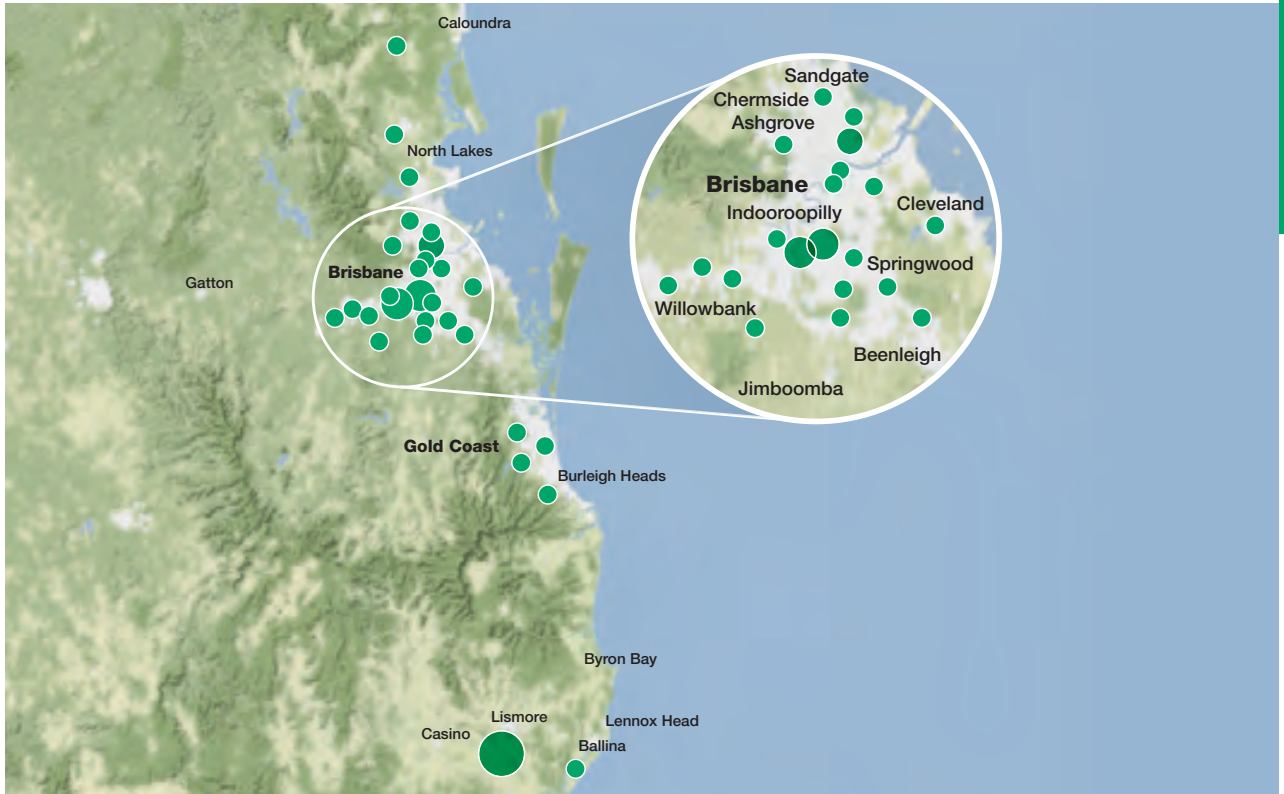 Caloundra
Sandgate
Chermside
Ashgrove
North Lakes
Brisbane
Cleveland
Indooroopilly
Springwood
Brisbane
Gatton
Willowbank
Beenleigh
Jimboomba
Gold Coast
Burleigh Heads
Byron Bay
Lismore
Lennox Head
Casino
Ballina